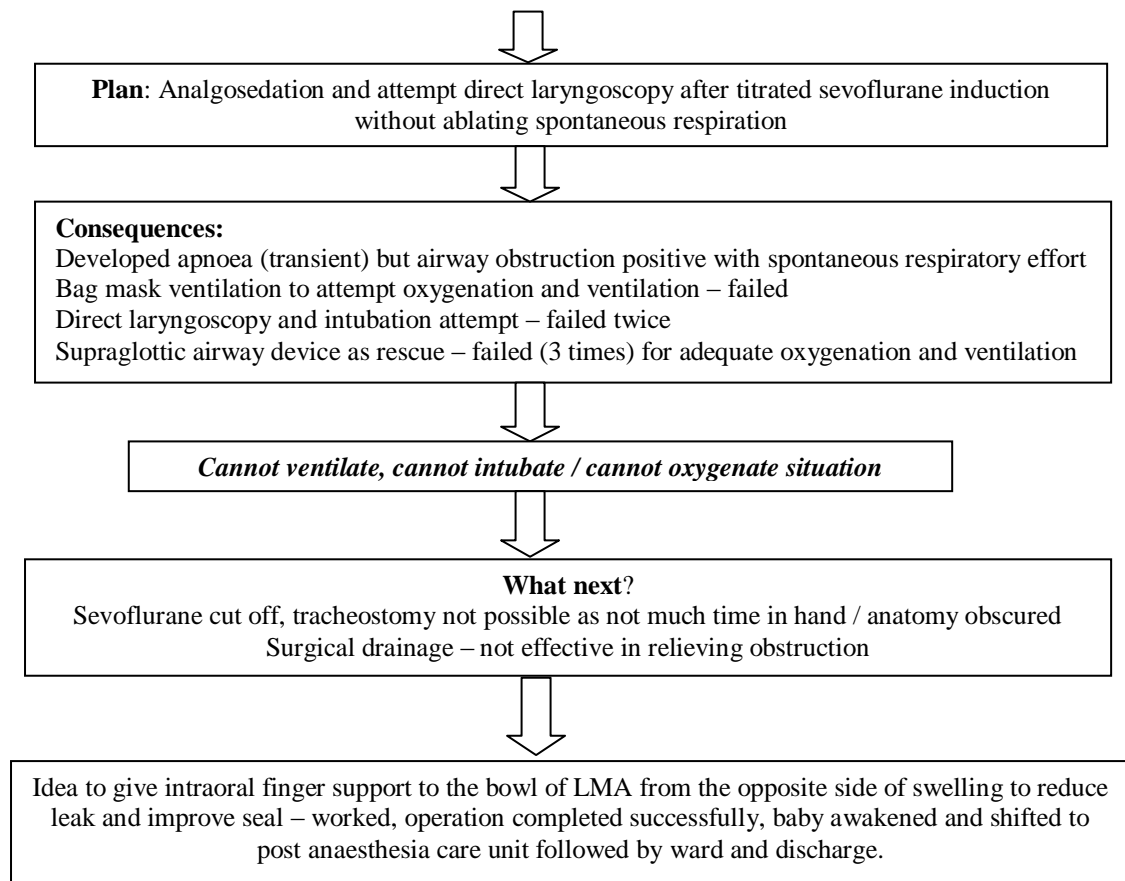 Plan: Analgosedation and attempt direct laryngoscopy after titrated sevoflurane induction
without ablating spontaneous respiration
Consequences:
Developed apnoea (transient) but airway obstruction positive with spontaneous respiratory effort
Bag mask ventilation to attempt oxygenation and ventilation – failed
Direct laryngoscopy and intubation attempt – failed twice
Supraglottic airway device as rescue – failed (3 times) for adequate oxygenation and ventilation
Cannot ventilate, cannot intubate / cannot oxygenate situation
What next?
Sevoflurane cut off, tracheostomy not possible as not much time in hand / anatomy obscured
Surgical drainage – not effective in relieving obstruction
Idea to give intraoral finger support to the bowl of LMA from the opposite side of swelling to reduce
leak and improve seal – worked, operation completed successfully, baby awakened and shifted to
post anaesthesia care unit followed by ward and discharge.